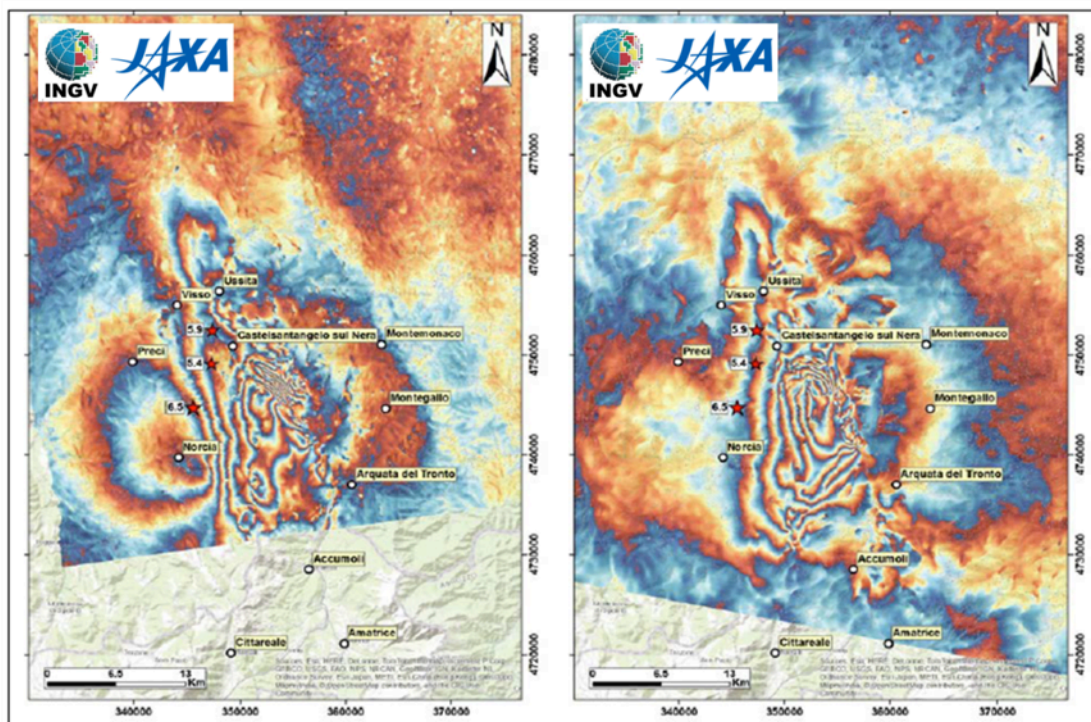 INGV
JAXA
N
4780000
4770000
4760000
4750000
4740000
4730000
4720000
Ussita
Visso
5.9
Castelsantangelo sul Nera
Montemonaco
5.4
Preci
Montegallo
6.5
Norcia
Arquata del Tronto
Accumoli
Amatrice
Cittareale
0
6.5
13
Km
340000
350000
360000
370000
INGV
JAXA
N
4780000
4770000
4760000
4750000
4740000
4730000
4720000
Ussita
Visso
5.9
Castelsantangelo sul Nera
Montemonaco
5.4
Preci
Montegallo
6.5
Norcia
Arquata del Tronto
Accumoli
Amatrice
Cittareale
0
6.5
13
Km
340000
350000
360000
370000